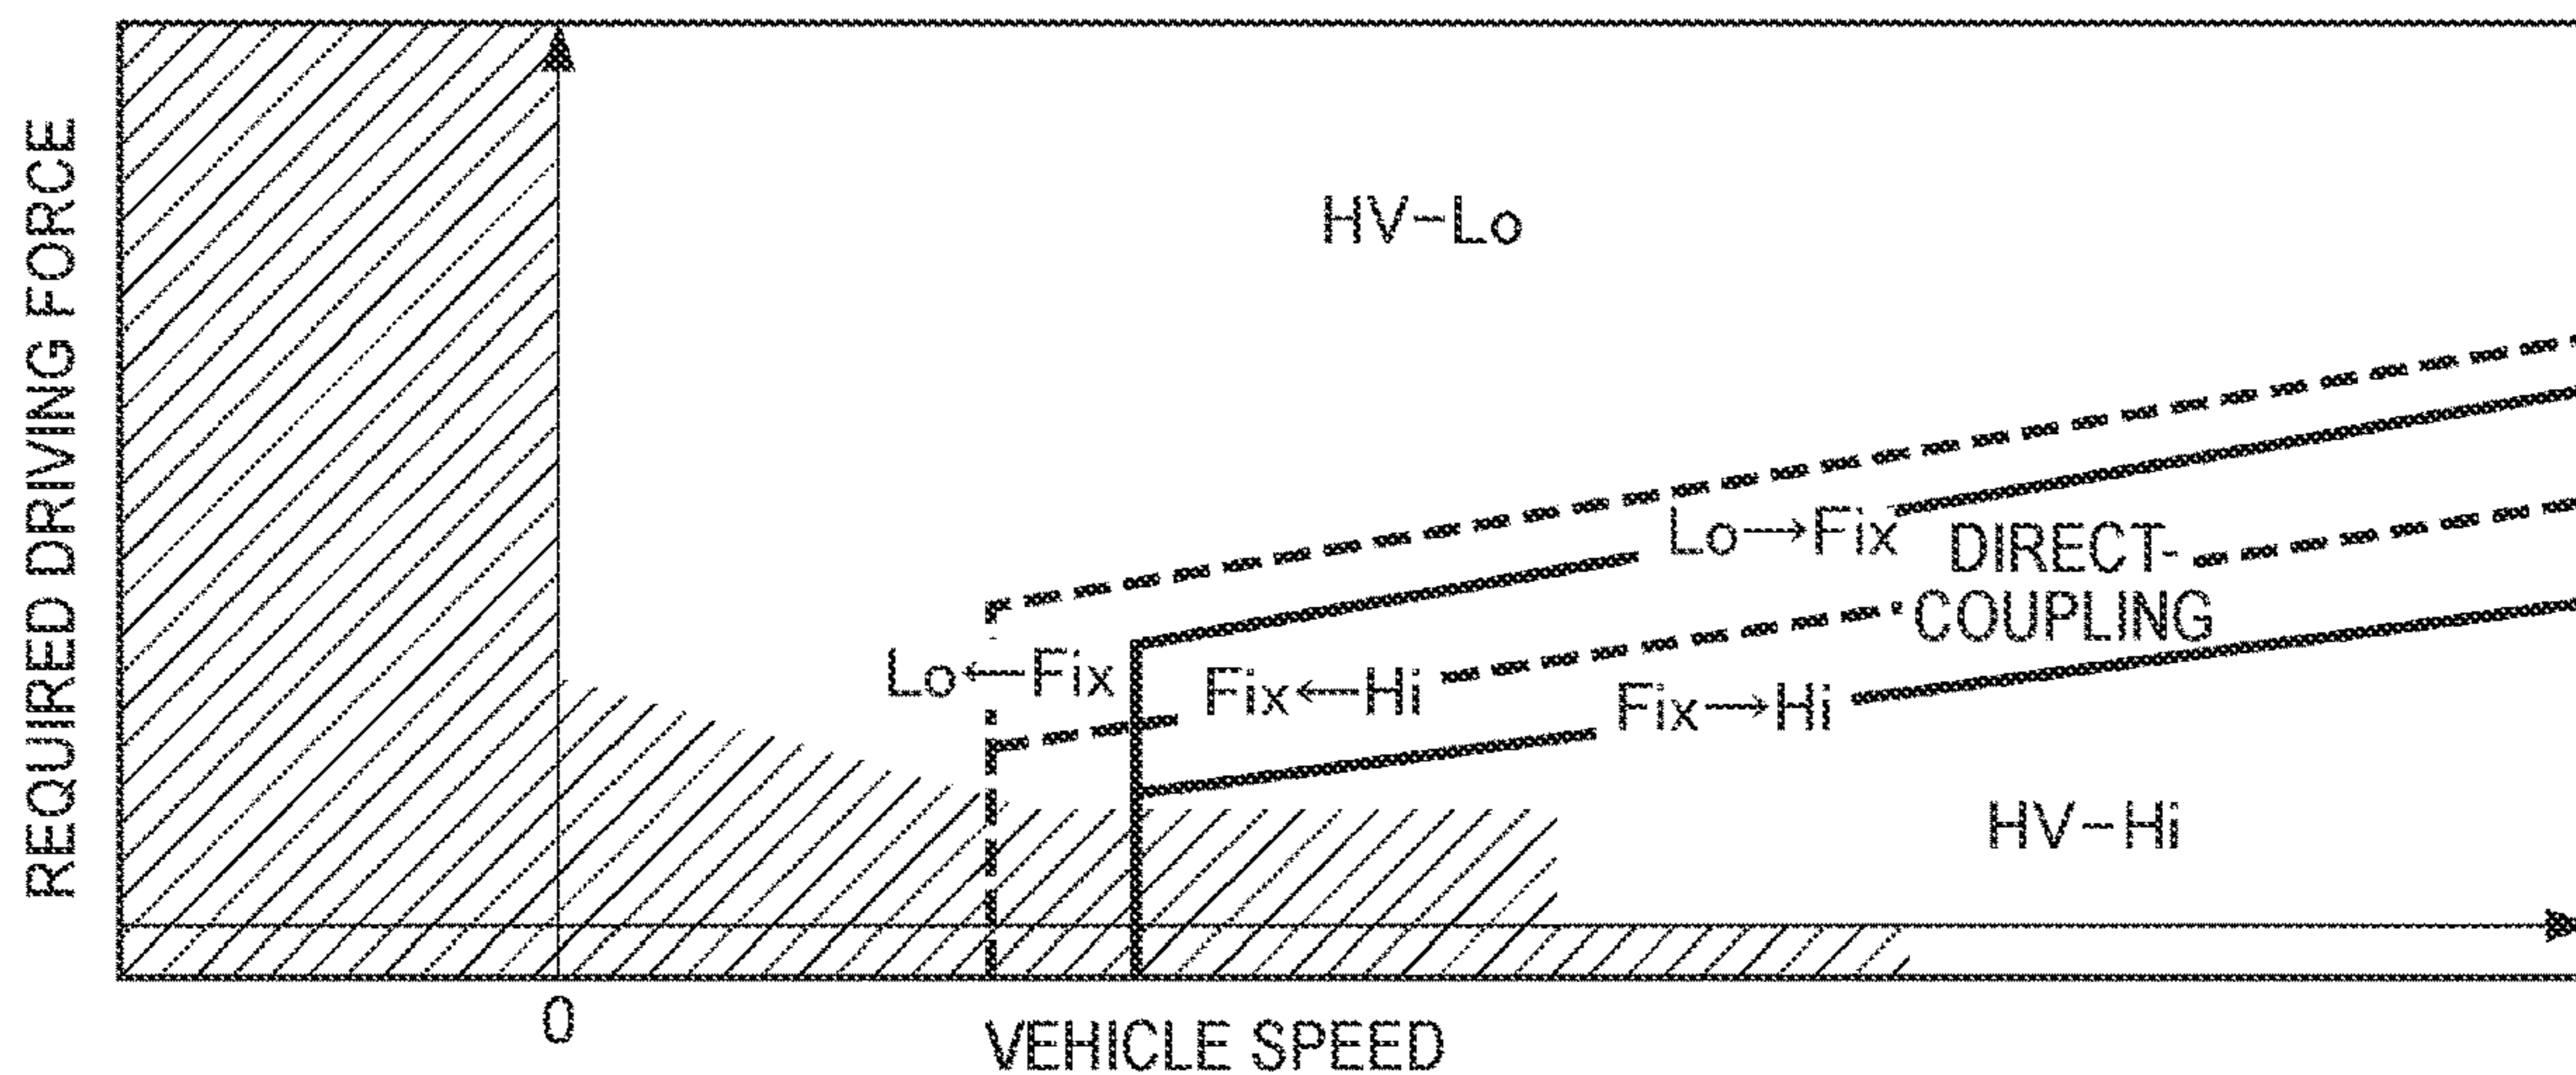 REQUIRED DRIVING FORCE
HV-Lo
Lo→Fix
DIRECT-
COUPLING
Lo←Fix
Fix←Hi
Fix→Hi
HV-Hi
0
VEHICLE SPEED